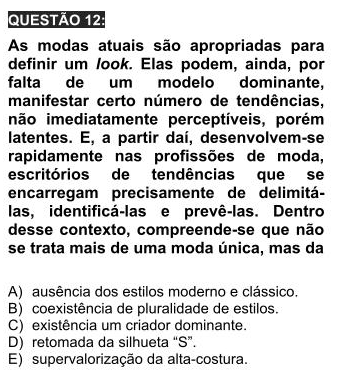 QUESTÃO 12:
As modas atuais são apropriadas para
definir um look. Elas podem, ainda, por
falta de um modelo dominante,
manifestar certo número de tendências,
não imediatamente perceptíveis, porém
latentes. E, a partir daí, desenvolvem-se
rapidamente nas profissões de moda,
escritórios de tendências que se
encarregam precisamente de delimitá-
las, identificá-las e prevê-las. Dentro
desse contexto, compreende-se que não
se trata mais de uma moda única, mas da
A) ausência dos estilos moderno e clássico.
B) coexistência de pluralidade de estilos.
C) existência um criador dominante.
D) retomada da silhueta “S”.
E) supervalorização da alta-costura.